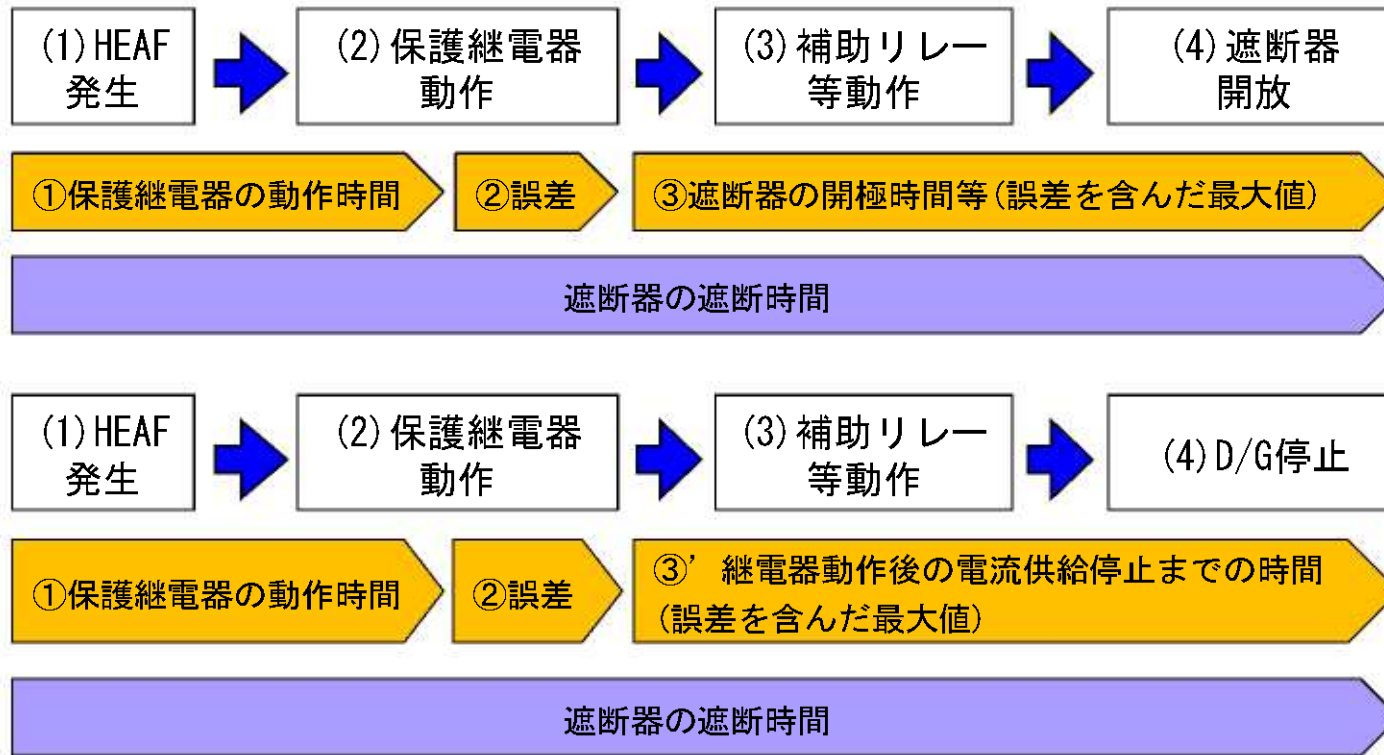 (1)HEAF
発生
(2)保護継電器
動作
(3)補助リレー
等動作
(4)遮断器
開放
①保護継電器の動作時間
②誤差
③遮断器の開極時間等(誤差を含んだ最大値)
遮断器の遮断時間
(1)HEAF
発生
(2)保護継電器
動作
(3)補助リレー
等動作
(4)D/G停止
①保護継電器の動作時間
②誤差
③’継電器動作後の電流供給停止までの時間
(誤差を含んだ最大値)
遮断器の遮断時間